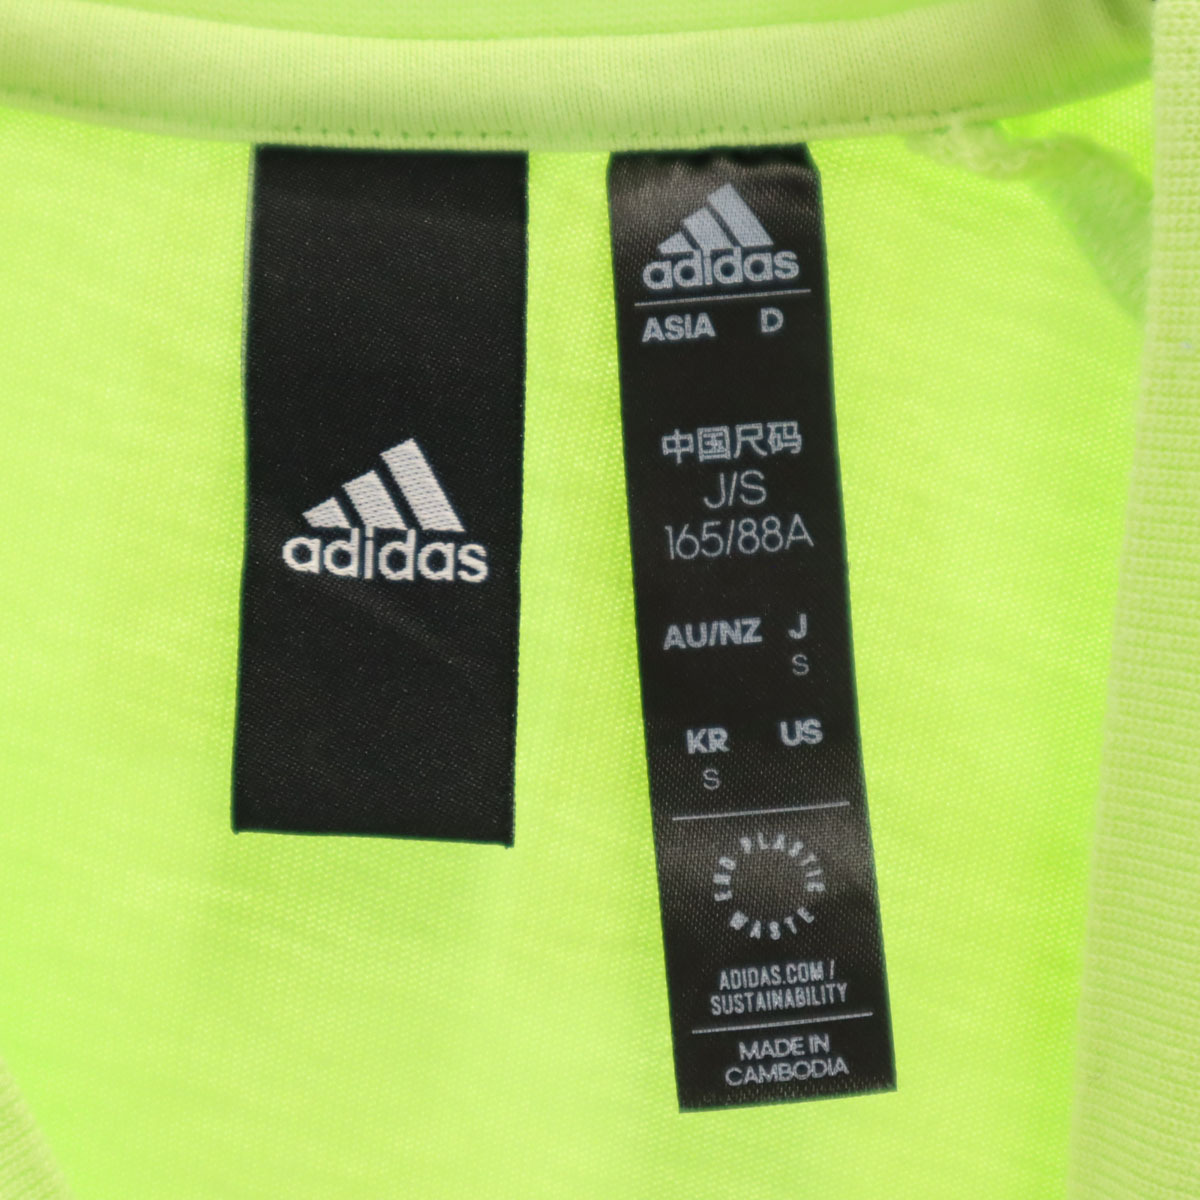 adidas
adidas
ASIA D
中国尺码
J/S
165/88A
AU/NZ J
S
KR US
S
END PLASTIC WASTE
ADIDAS.COM/
SUSTAINABILITY
MADE IN
CAMBODIA